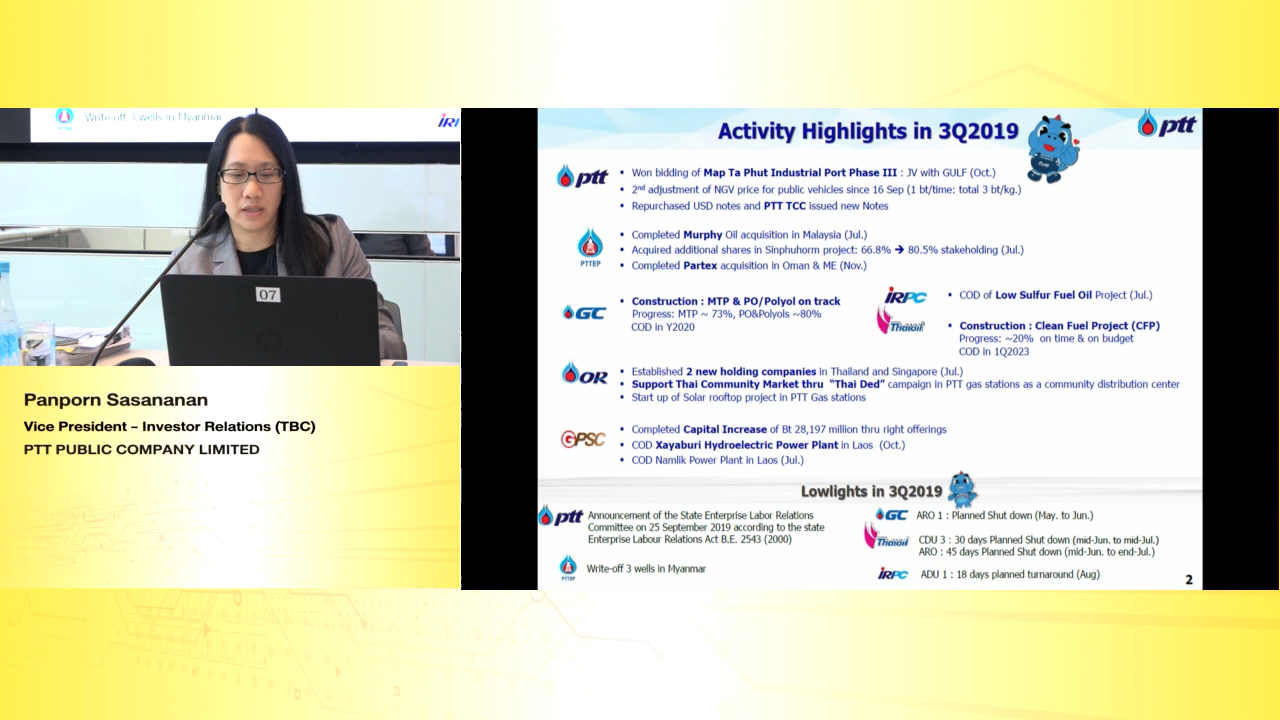 Write-off 3 wells in Myanmar
PTTEP
07
hp
Panporn Sasananan
Vice President – Investor Relations (TBC)
PTT PUBLIC COMPANY LIMITED
Activity Highlights in 3Q2019
ptt
ptt
▪ Won bidding of Map Ta Phut Industrial Port Phase III : JV with GULF (Oct.)
▪ 2nd adjustment of NGV price for public vehicles since 16 Sep (1 bt/time: total 3 bt/kg.)
▪ Repurchased USD notes and PTT TCC issued new Notes
PTTEP
▪ Completed Murphy Oil acquisition in Malaysia (Jul.)
▪ Acquired additional shares in Sinphuhorm project: 66.8% ➔ 80.5% stakeholding (Jul.)
▪ Completed Partex acquisition in Oman & ME (Nov.)
GC
▪ Construction : MTP & PO/Polyol on track
Progress: MTP ~ 73%, PO&Polyols ~80%
COD in Y2020
IRPC
▪ COD of Low Sulfur Fuel Oil Project (Jul.)
Thaioil
▪ Construction : Clean Fuel Project (CFP)
Progress: ~20% on time & on budget
COD in 1Q2023
OR
▪ Established 2 new holding companies in Thailand and Singapore (Jul.)
▪ Support Thai Community Market thru "Thai Ded" campaign in PTT gas stations as a community distribution center
▪ Start up of Solar rooftop project in PTT Gas stations
GPSC
▪ Completed Capital Increase of Bt 28,197 million thru right offerings
▪ COD Xayaburi Hydroelectric Power Plant in Laos (Oct.)
▪ COD Namlik Power Plant in Laos (Jul.)
Lowlights in 3Q2019
ptt
Announcement of the State Enterprise Labor Relations
Committee on 25 September 2019 according to the state
Enterprise Labour Relations Act B.E. 2543 (2000)
PTTEP
Write-off 3 wells in Myanmar
GC
ARO 1 : Planned Shut down (May. to Jun.)
Thaioil
CDU 3 : 30 days Planned Shut down (mid-Jun. to mid-Jul.)
ARO : 45 days Planned Shut down (mid-Jun. to end-Jul.)
IRPC
ADU 1 : 18 days planned turnaround (Aug)
2